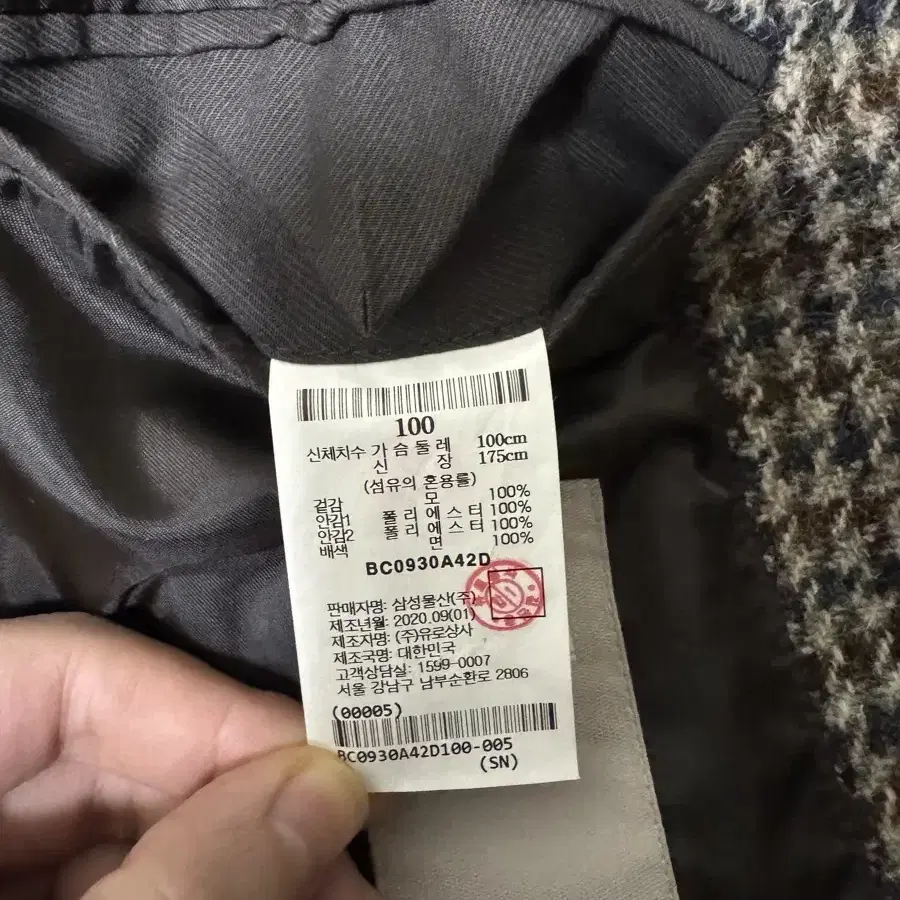 100
신체치수 가 슴 둘 레 100cm
신 장 175cm
(섬유의 혼용률)
겉감 모 100%
안감1 폴 리 에 스 터 100%
안감2 폴 리 에 스 터 100%
배색 면 100%
BC0930A42D
판매자명: 삼성물산(주)
제조년월: 2020.09(01)
제조자명: (주)유로상사
제조국명: 대한민국
고객상담실: 1599-0007
서울 강남구 남부순환로 2806
(00005)
BC0930A42D100-005
(SN)